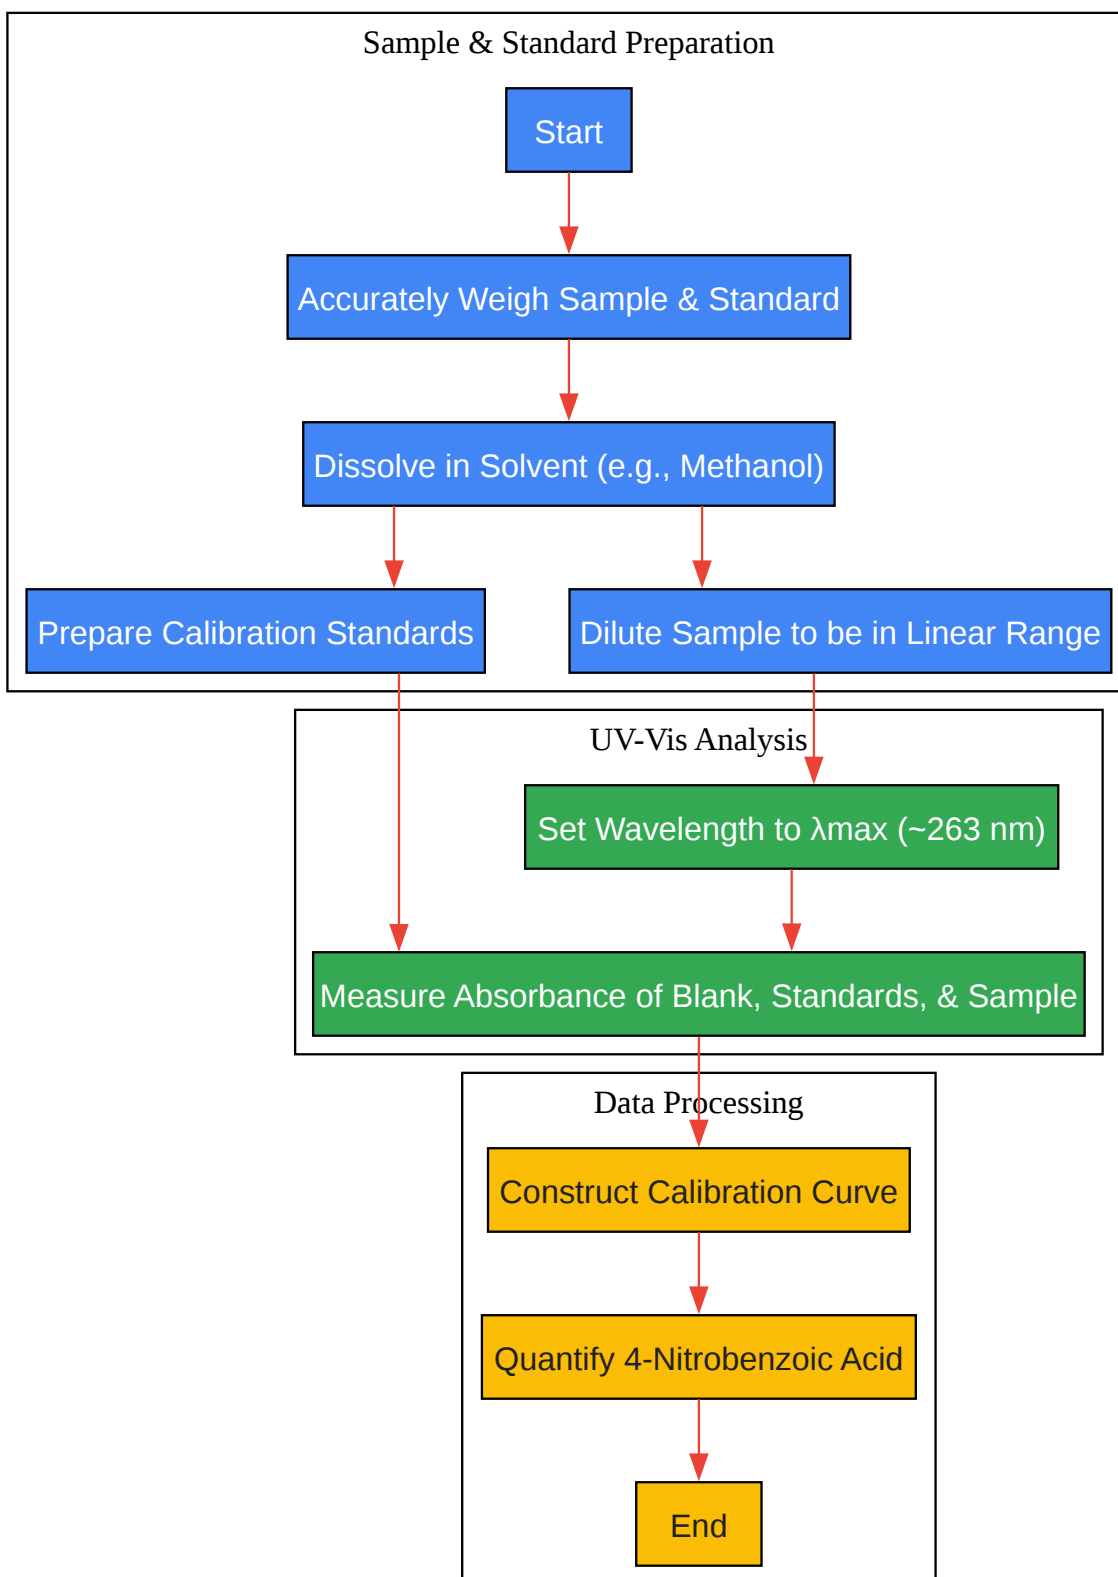 Sample & Standard Preparation
Start
Accurately Weigh Sample & Standard
Dissolve in Solvent (e.g., Methanol)
Prepare Calibration Standards
Dilute Sample to be in Linear Range
UV-Vis Analysis
Set Wavelength to λmax (~263 nm)
Measure Absorbance of Blank, Standards, & Sample
Data Processing
Construct Calibration Curve
Quantify 4-Nitrobenzoic Acid
End